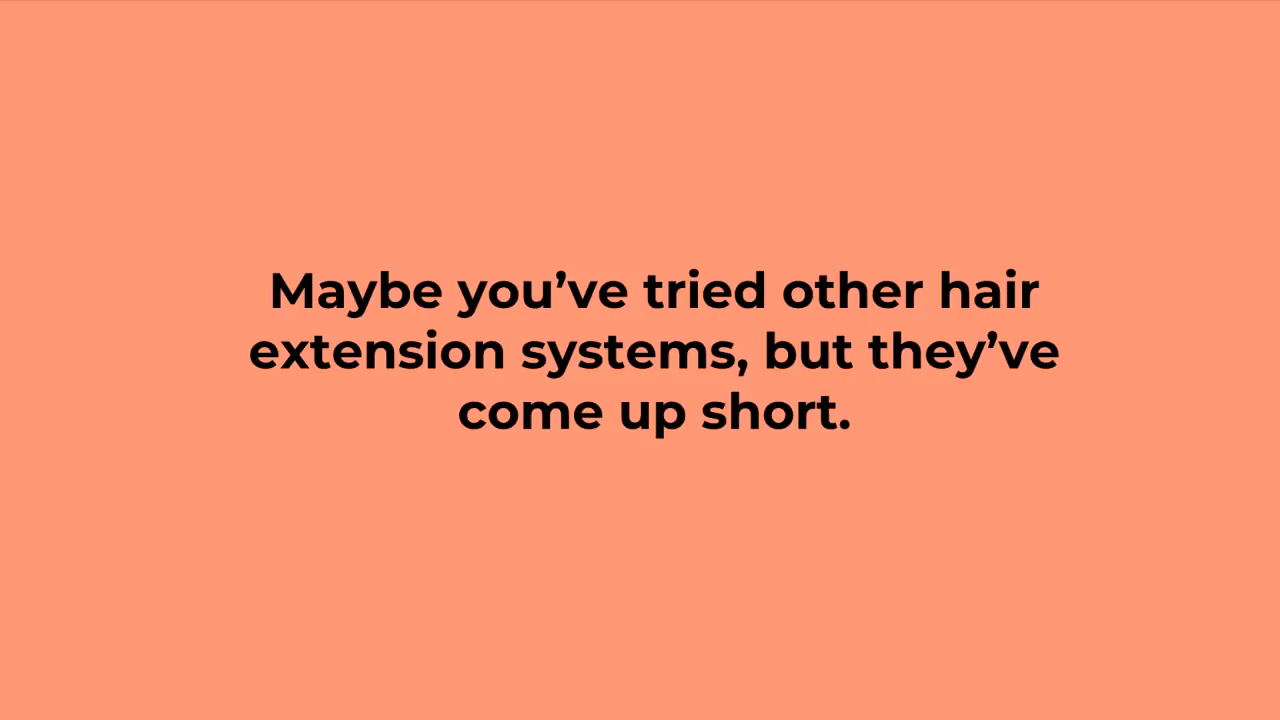 Maybe you’ve tried other hair
extension systems, but they’ve
come up short.